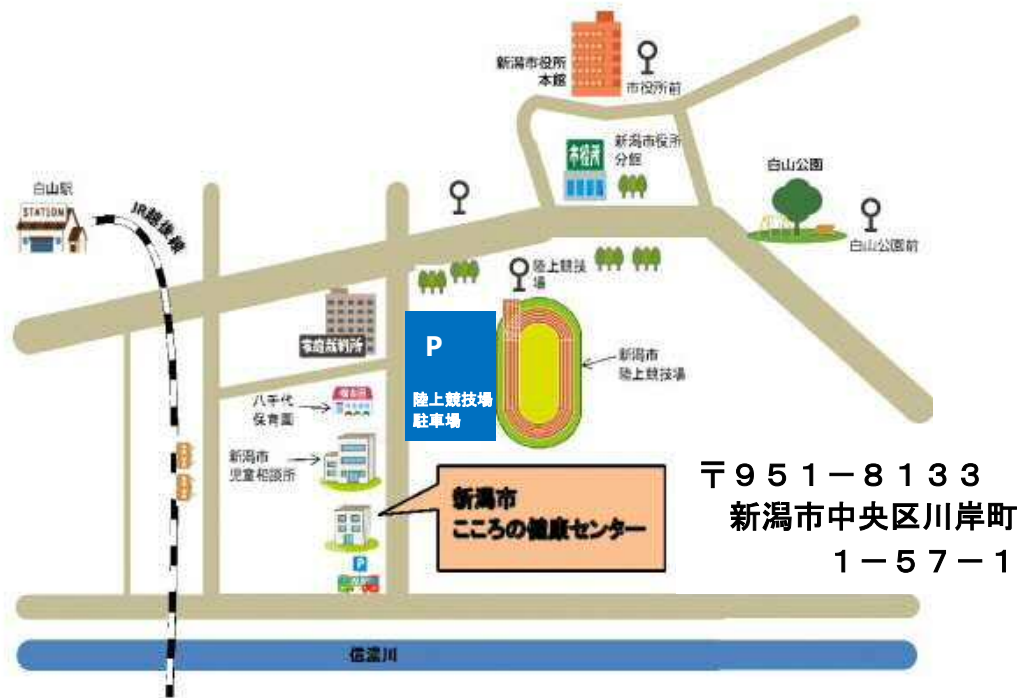 新潟市役所
本館
市役所前
市役所
新潟市役所
分館
白山公園
白山公園前
白山駅
STATION
JR越後線
陸上競技
場
家庭裁判所
P
陸上競技場
駐車場
新潟市
陸上競技場
八千代
保育園
新潟市
児童相談所
新潟市
こころの健康センター
P
〒951-8133
新潟市中央区川岸町
1-57-1
信濃川